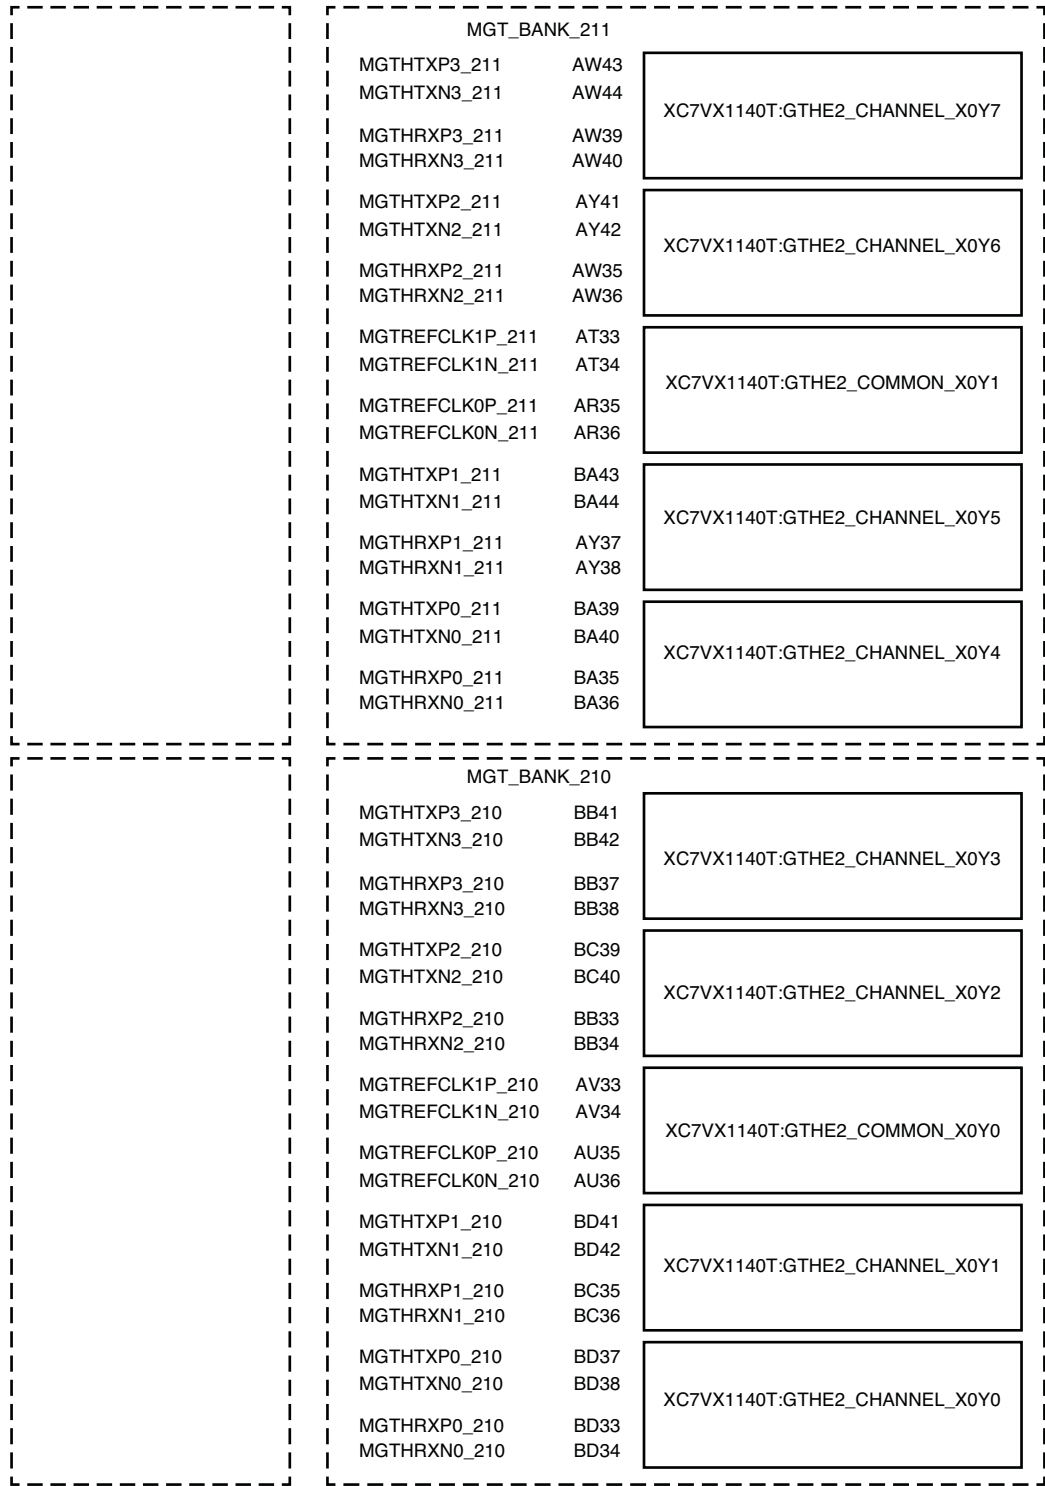 MGT_BANK_211
MGTHTXP3_211 AW43
MGTHTXN3_211 AW44
XC7VX1140T:GTHE2_CHANNEL_X0Y7
MGTHRXP3_211 AW39
MGTHRXN3_211 AW40
MGTHTXP2_211 AY41
MGTHTXN2_211 AY42
XC7VX1140T:GTHE2_CHANNEL_X0Y6
MGTHRXP2_211 AW35
MGTHRXN2_211 AW36
MGTREFCLK1P_211 AT33
MGTREFCLK1N_211 AT34
XC7VX1140T:GTHE2_COMMON_X0Y1
MGTREFCLK0P_211 AR35
MGTREFCLK0N_211 AR36
MGTHTXP1_211 BA43
MGTHTXN1_211 BA44
XC7VX1140T:GTHE2_CHANNEL_X0Y5
MGTHRXP1_211 AY37
MGTHRXN1_211 AY38
MGTHTXP0_211 BA39
MGTHTXN0_211 BA40
XC7VX1140T:GTHE2_CHANNEL_X0Y4
MGTHRXP0_211 BA35
MGTHRXN0_211 BA36
MGT_BANK_210
MGTHTXP3_210 BB41
MGTHTXN3_210 BB42
XC7VX1140T:GTHE2_CHANNEL_X0Y3
MGTHRXP3_210 BB37
MGTHRXN3_210 BB38
MGTHTXP2_210 BC39
MGTHTXN2_210 BC40
XC7VX1140T:GTHE2_CHANNEL_X0Y2
MGTHRXP2_210 BB33
MGTHRXN2_210 BB34
MGTREFCLK1P_210 AV33
MGTREFCLK1N_210 AV34
XC7VX1140T:GTHE2_COMMON_X0Y0
MGTREFCLK0P_210 AU35
MGTREFCLK0N_210 AU36
MGTHTXP1_210 BD41
MGTHTXN1_210 BD42
XC7VX1140T:GTHE2_CHANNEL_X0Y1
MGTHRXP1_210 BC35
MGTHRXN1_210 BC36
MGTHTXP0_210 BD37
MGTHTXN0_210 BD38
XC7VX1140T:GTHE2_CHANNEL_X0Y0
MGTHRXP0_210 BD33
MGTHRXN0_210 BD34